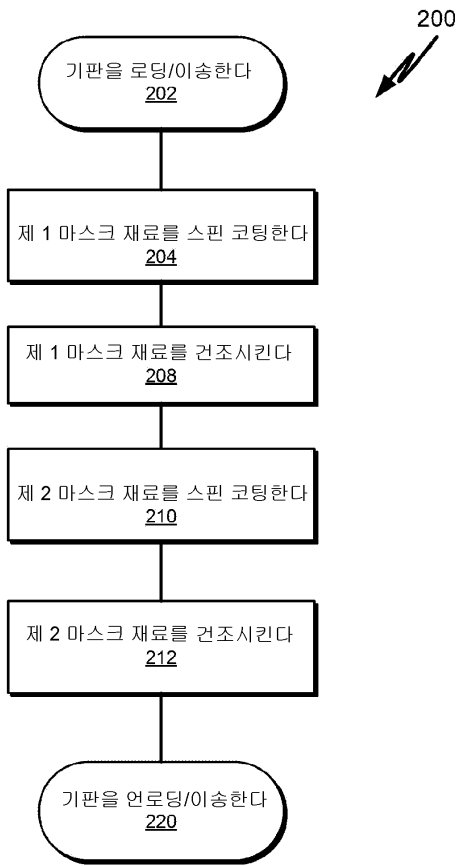 200
기판을 로딩/이송한다
202
제 1 마스크 재료를 스핀 코팅한다
204
제 1 마스크 재료를 건조시킨다
208
제 2 마스크 재료를 스핀 코팅한다
210
제 2 마스크 재료를 건조시킨다
212
기판을 언로딩/이송한다
220